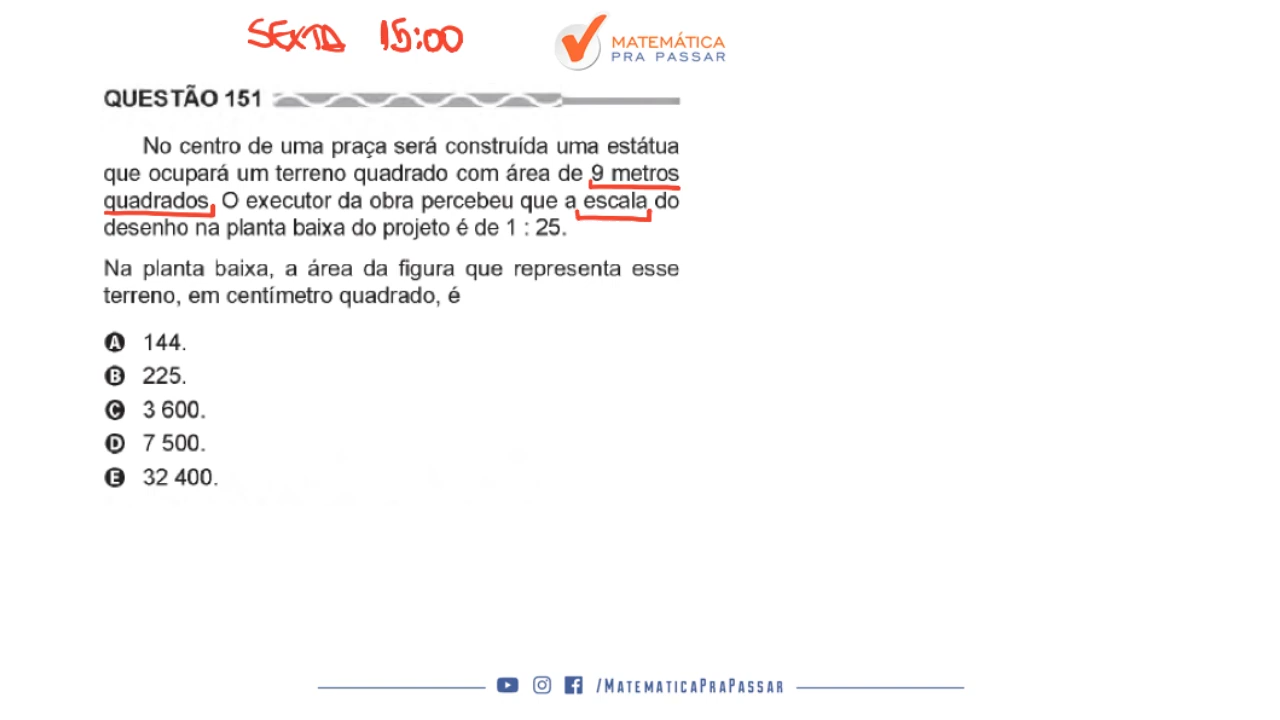 SEXTA 15:00
MATEMÁTICA
PRA PASSAR
QUESTÃO 151
No centro de uma praça será construída uma estátua
que ocupará um terreno quadrado com área de 9 metros
quadrados. O executor da obra percebeu que a escala do
desenho na planta baixa do projeto é de 1 : 25.
Na planta baixa, a área da figura que representa esse
terreno, em centímetro quadrado, é
A 144.
B 225.
C 3 600.
D 7 500.
E 32 400.
/MATEMATICAPRAPASSAR